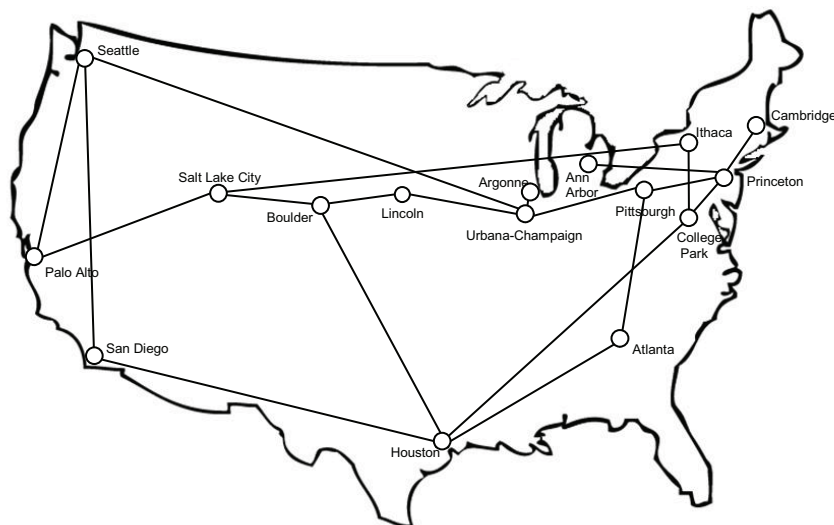 Seattle
Cambridge
Ithaca
Salt Lake City
Argonne
Ann
Arbor
Princeton
Boulder
Lincoln
Pittsburgh
Urbana-Champaign
College
Park
Palo Alto
San Diego
Atlanta
Houston